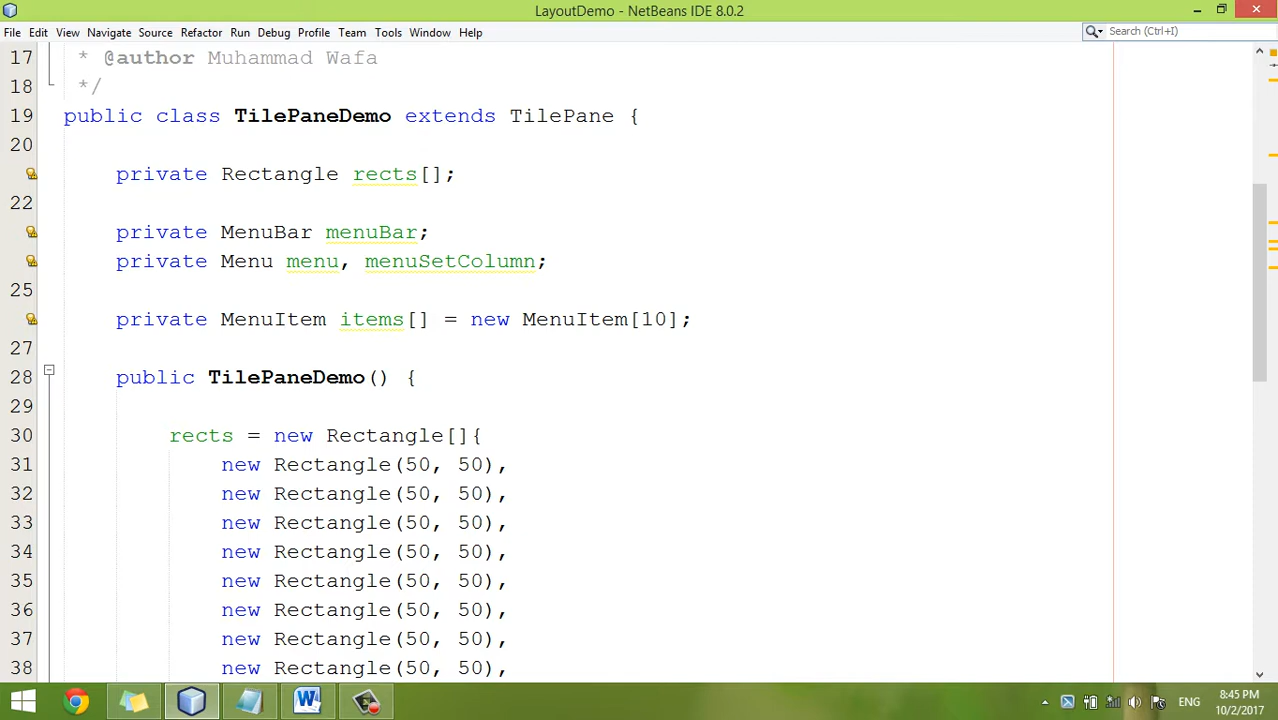 LayoutDemo - NetBeans IDE 8.0.2
File Edit View Navigate Source Refactor Run Debug Profile Team Tools Window Help
Search (Ctrl+I)
17 * @author Muhammad Wafa
18 */
19 public class TilePaneDemo extends TilePane {
20
private Rectangle rects[];
22
private MenuBar menuBar;
private Menu menu, menuSetColumn;
25
private MenuItem items[] = new MenuItem[10];
27
28 public TilePaneDemo() {
29
30 rects = new Rectangle[]{
31 new Rectangle(50, 50),
32 new Rectangle(50, 50),
33 new Rectangle(50, 50),
34 new Rectangle(50, 50),
35 new Rectangle(50, 50),
36 new Rectangle(50, 50),
37 new Rectangle(50, 50),
38 new Rectangle(50, 50),
ENG
8:45 PM
10/2/2017